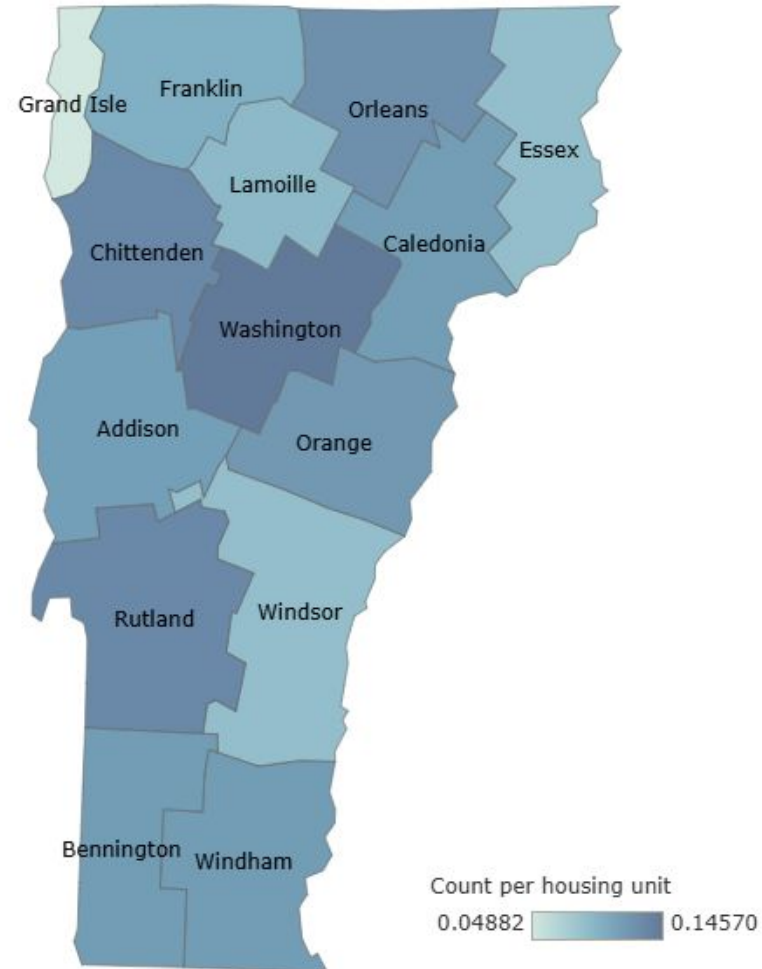 Grand Isle
Franklin
Orleans
Essex
Lamoille
Chittenden
Caledonia
Washington
Addison
Orange
Rutland
Windsor
Bennington
Windham
Count per housing unit
0.04882 0.14570